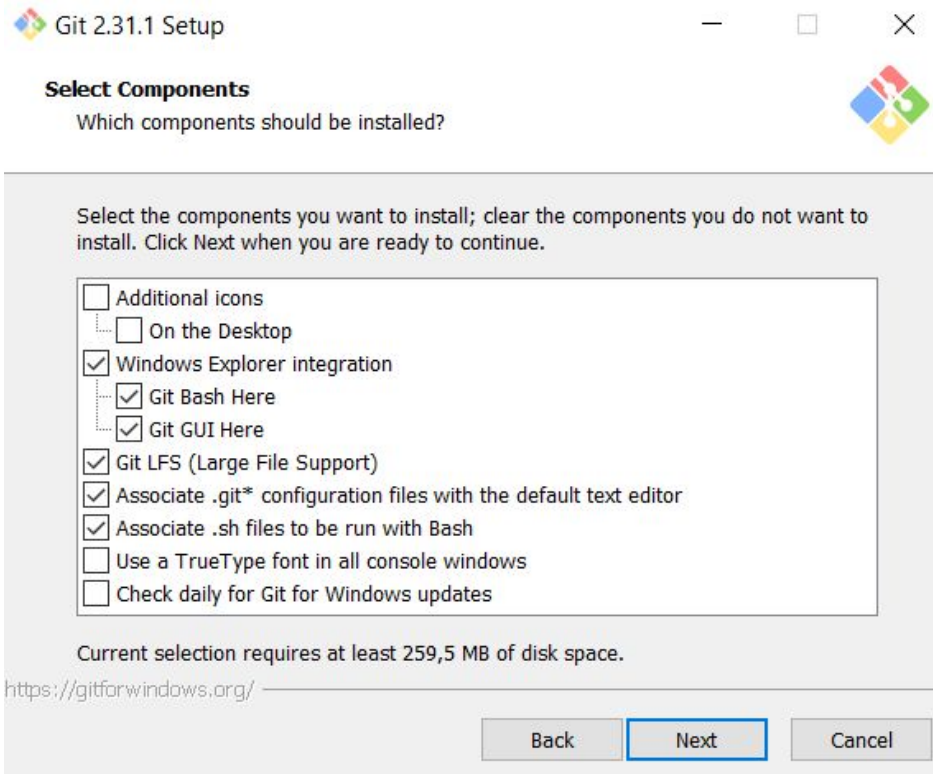 Git 2.31.1 Setup
Select Components
Which components should be installed?
Select the components you want to install; clear the components you do not want to
install. Click Next when you are ready to continue.
Additional icons
On the Desktop
Windows Explorer integration
Git Bash Here
Git GUI Here
Git LFS (Large File Support)
Associate .git* configuration files with the default text editor
Associate .sh files to be run with Bash
Use a TrueType font in all console windows
Check daily for Git for Windows updates
Current selection requires at least 259,5 MB of disk space.
https://gitforwindows.org/
Back Next Cancel